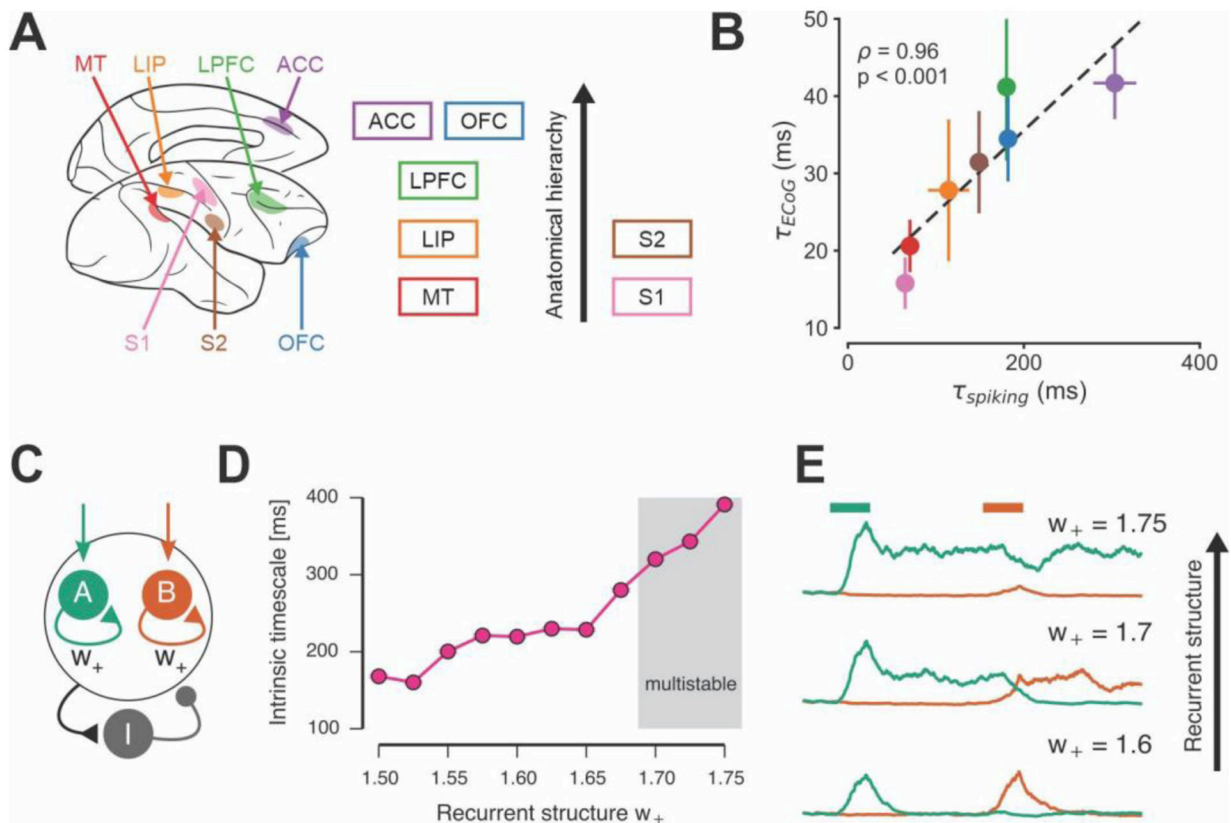 A
MT LIP LPFC ACC
S1 S2 OFC
ACC OFC
LPFC
LIP
MT
Anatomical hierarchy
S2
S1
B
50
40
30
20
10
ρ = 0.96
p < 0.001
τECoG (ms)
0 200 400
τspiking (ms)
C
A B
w+ w+
I
D
400
300
200
100
Intrinsic timescale [ms]
multistable
1.50 1.55 1.60 1.65 1.70 1.75
Recurrent structure w+
E
w+ = 1.75
w+ = 1.7
w+ = 1.6
Recurrent structure